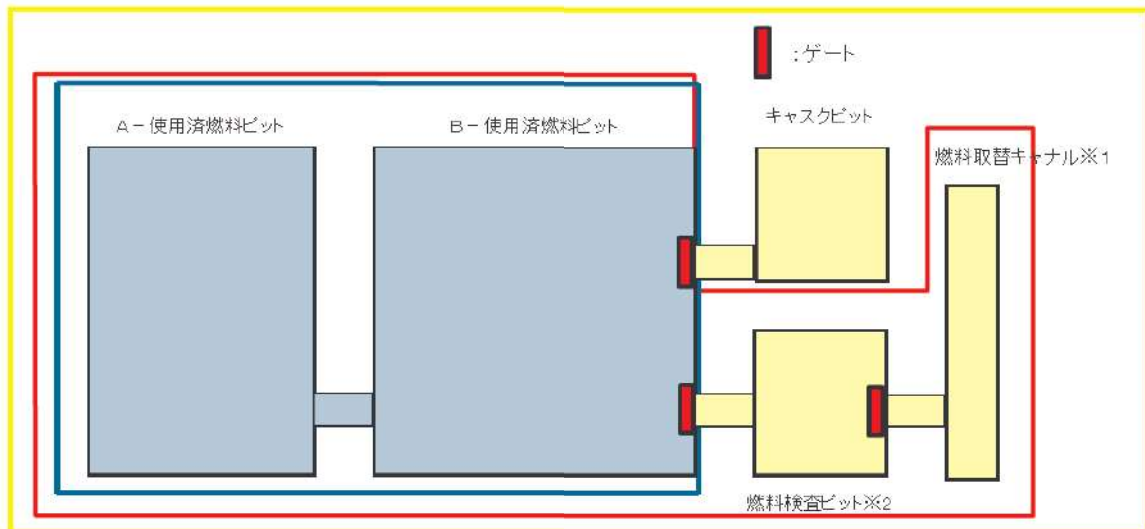 :ゲート
A-使用済燃料ピット
B-使用済燃料ピット
キャスクピット
燃料取替キャナル※1
燃料検査ピット※2